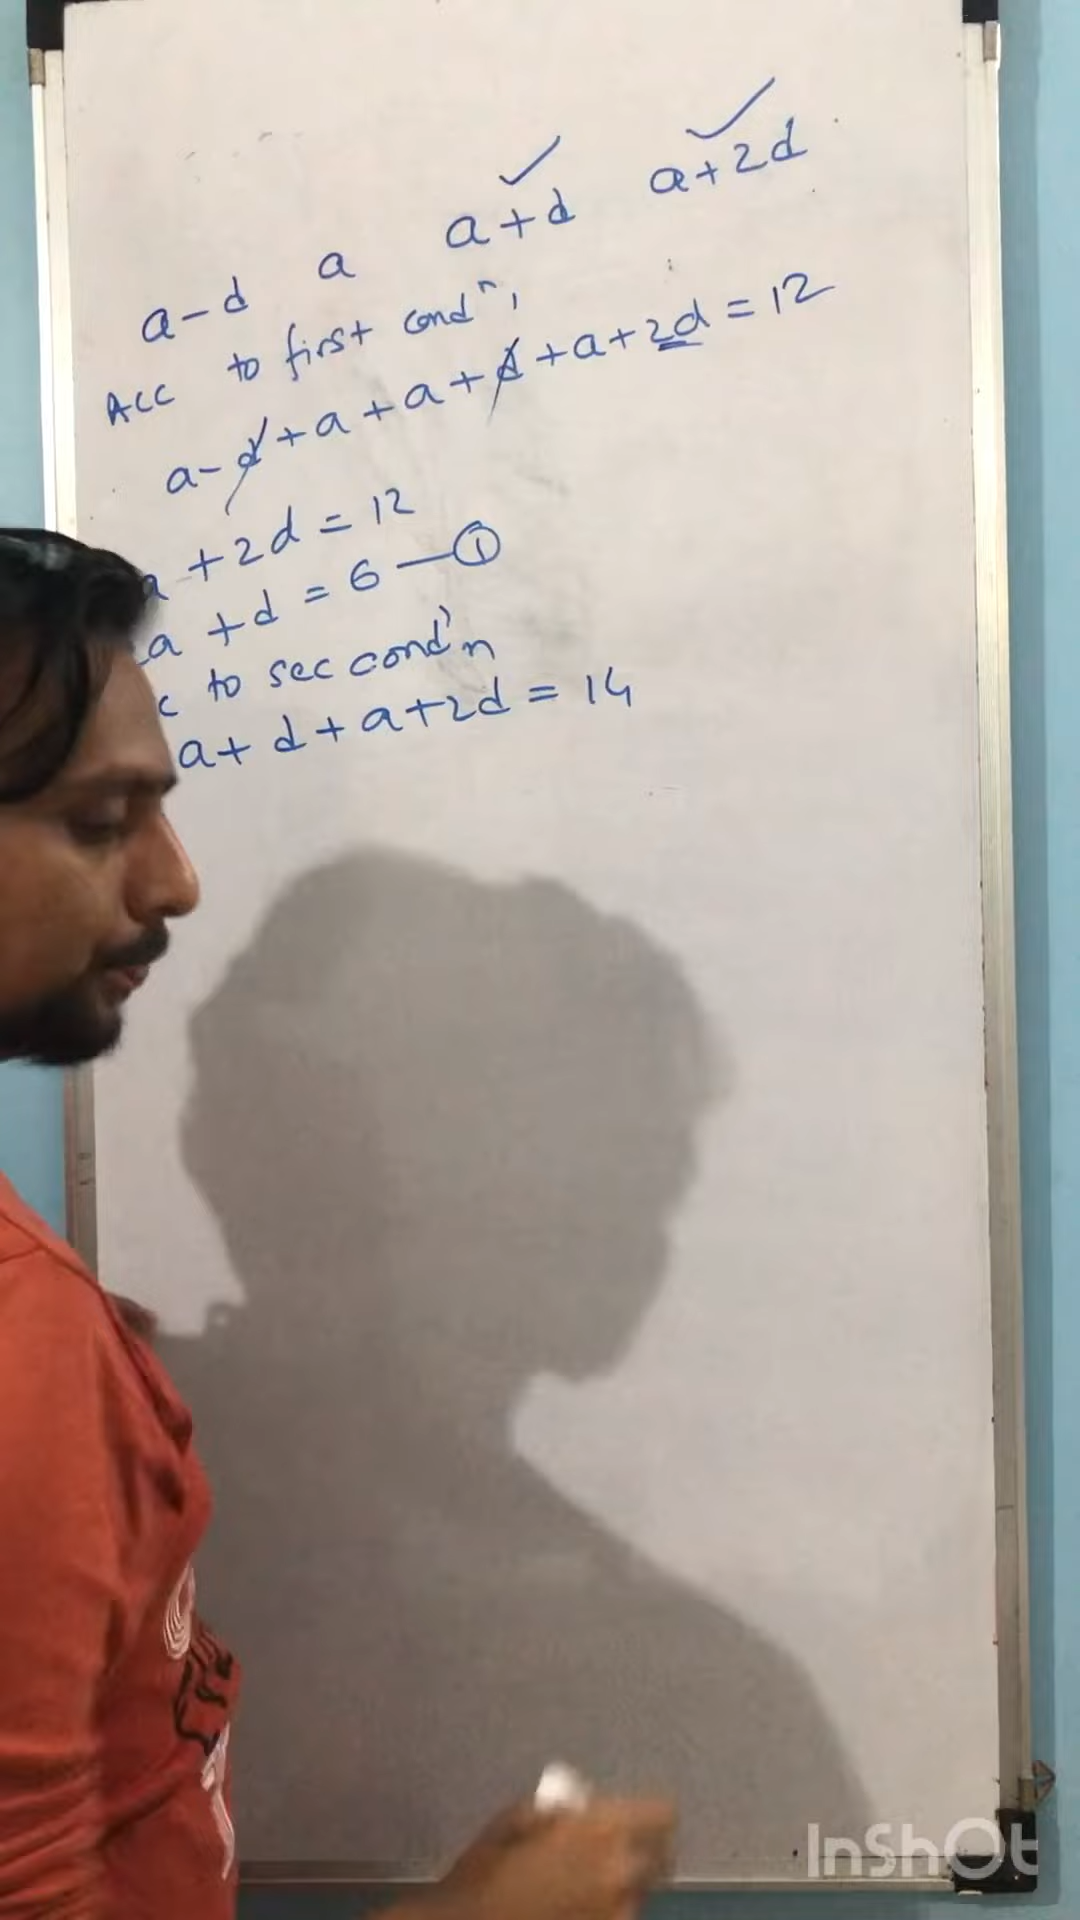 a-d a a+d a+2d
Acc to first condⁿ,
a-d+a+a+d+a+2d=12
a+2d=12
a+d=6—①
c to sec cond'n
a+d+a+2d=14
InShOt